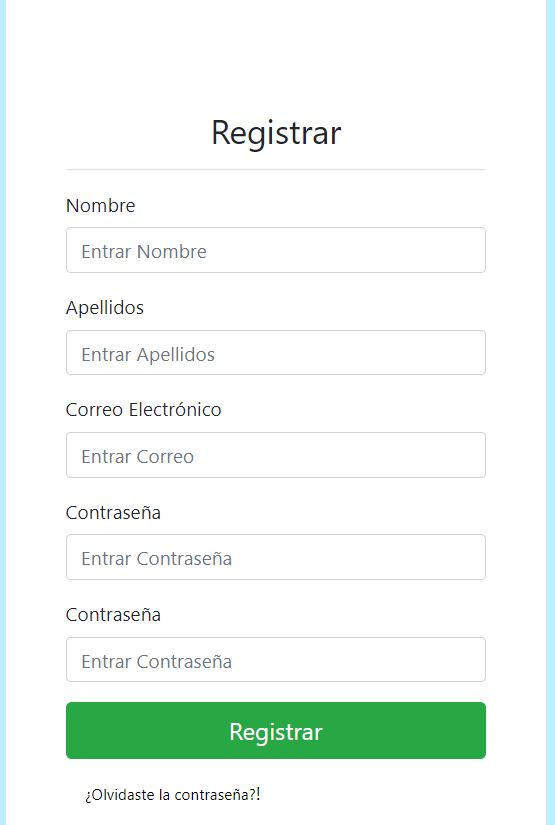 Registrar
Nombre
Entrar Nombre
Apellidos
Entrar Apellidos
Correo Electrónico
Entrar Correo
Contraseña
Entrar Contraseña
Contraseña
Entrar Contraseña
Registrar
¿Olvidaste la contraseña?!